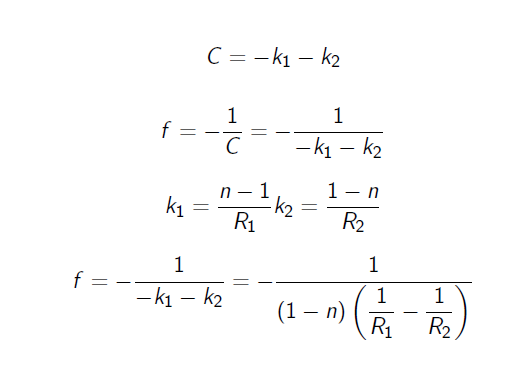 C = −k₁ − k₂
f = −1/C = −1/(−k₁ − k₂)
k₁ = (n − 1)/R₁ k₂ = (1 − n)/R₂
f = −1/(−k₁ − k₂) = −1/((1 − n)(1/R₁ − 1/R₂))